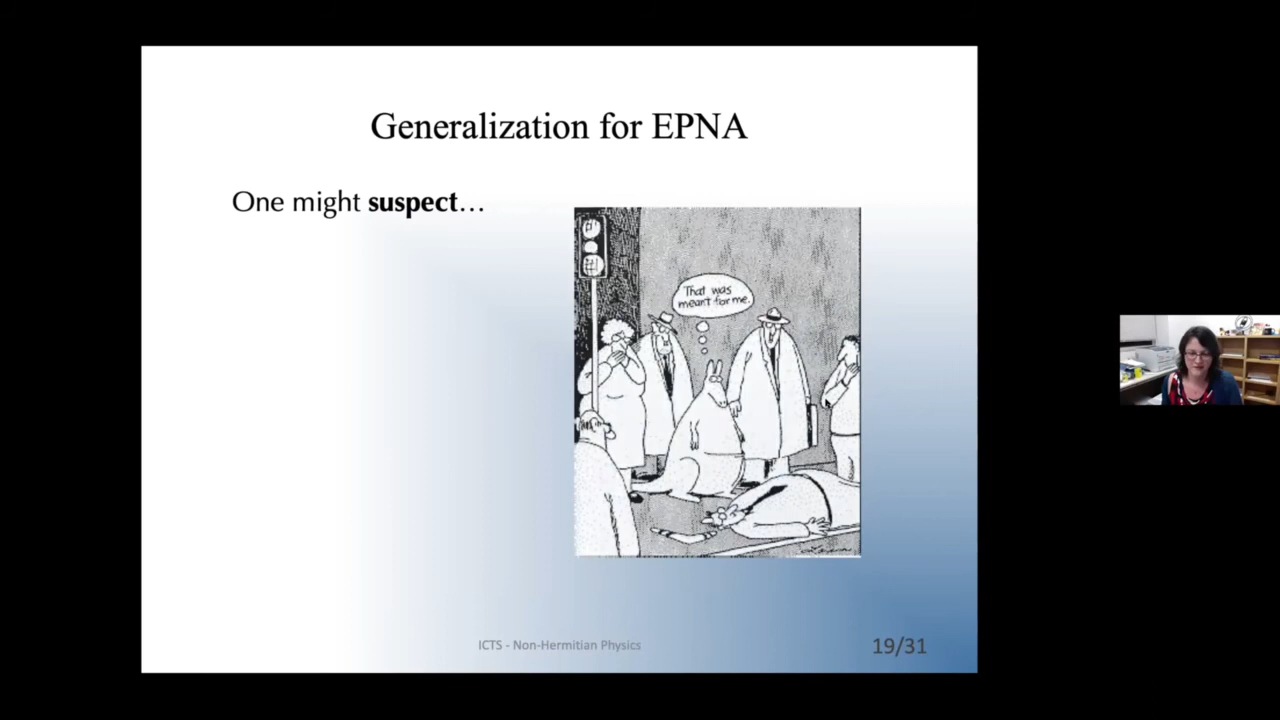 Generalization for EPNA
One might suspect…
That was
meant for me.
ICTS - Non-Hermitian Physics
19/31